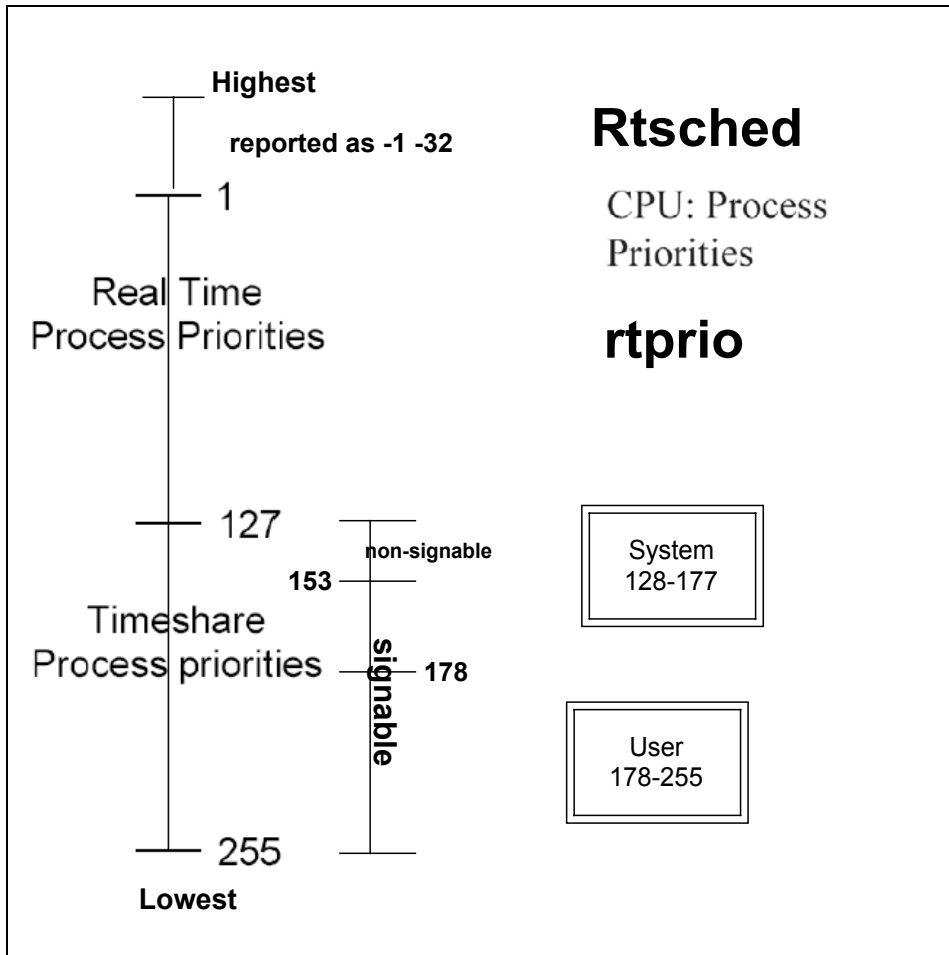 Highest
reported as -1 -32
Rtsched
1
CPU: Process
Priorities
Real Time
Process Priorities
rtprio
127
non-signable
153
System
128-177
Timeshare
Process priorities
signable
178
User
178-255
255
Lowest